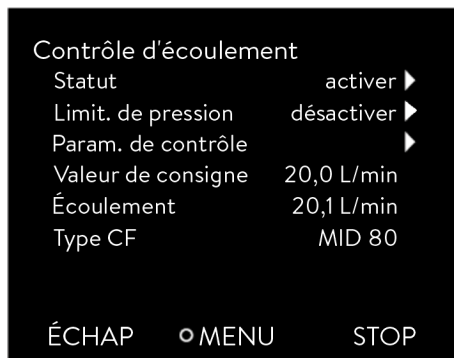 Contrôle d'écoulement
Statut activer
Limit. de pression désactiver
Param. de contrôle
Valeur de consigne 20,0 L/min
Écoulement 20,1 L/min
Type CF MID 80
ÉCHAP MENU STOP